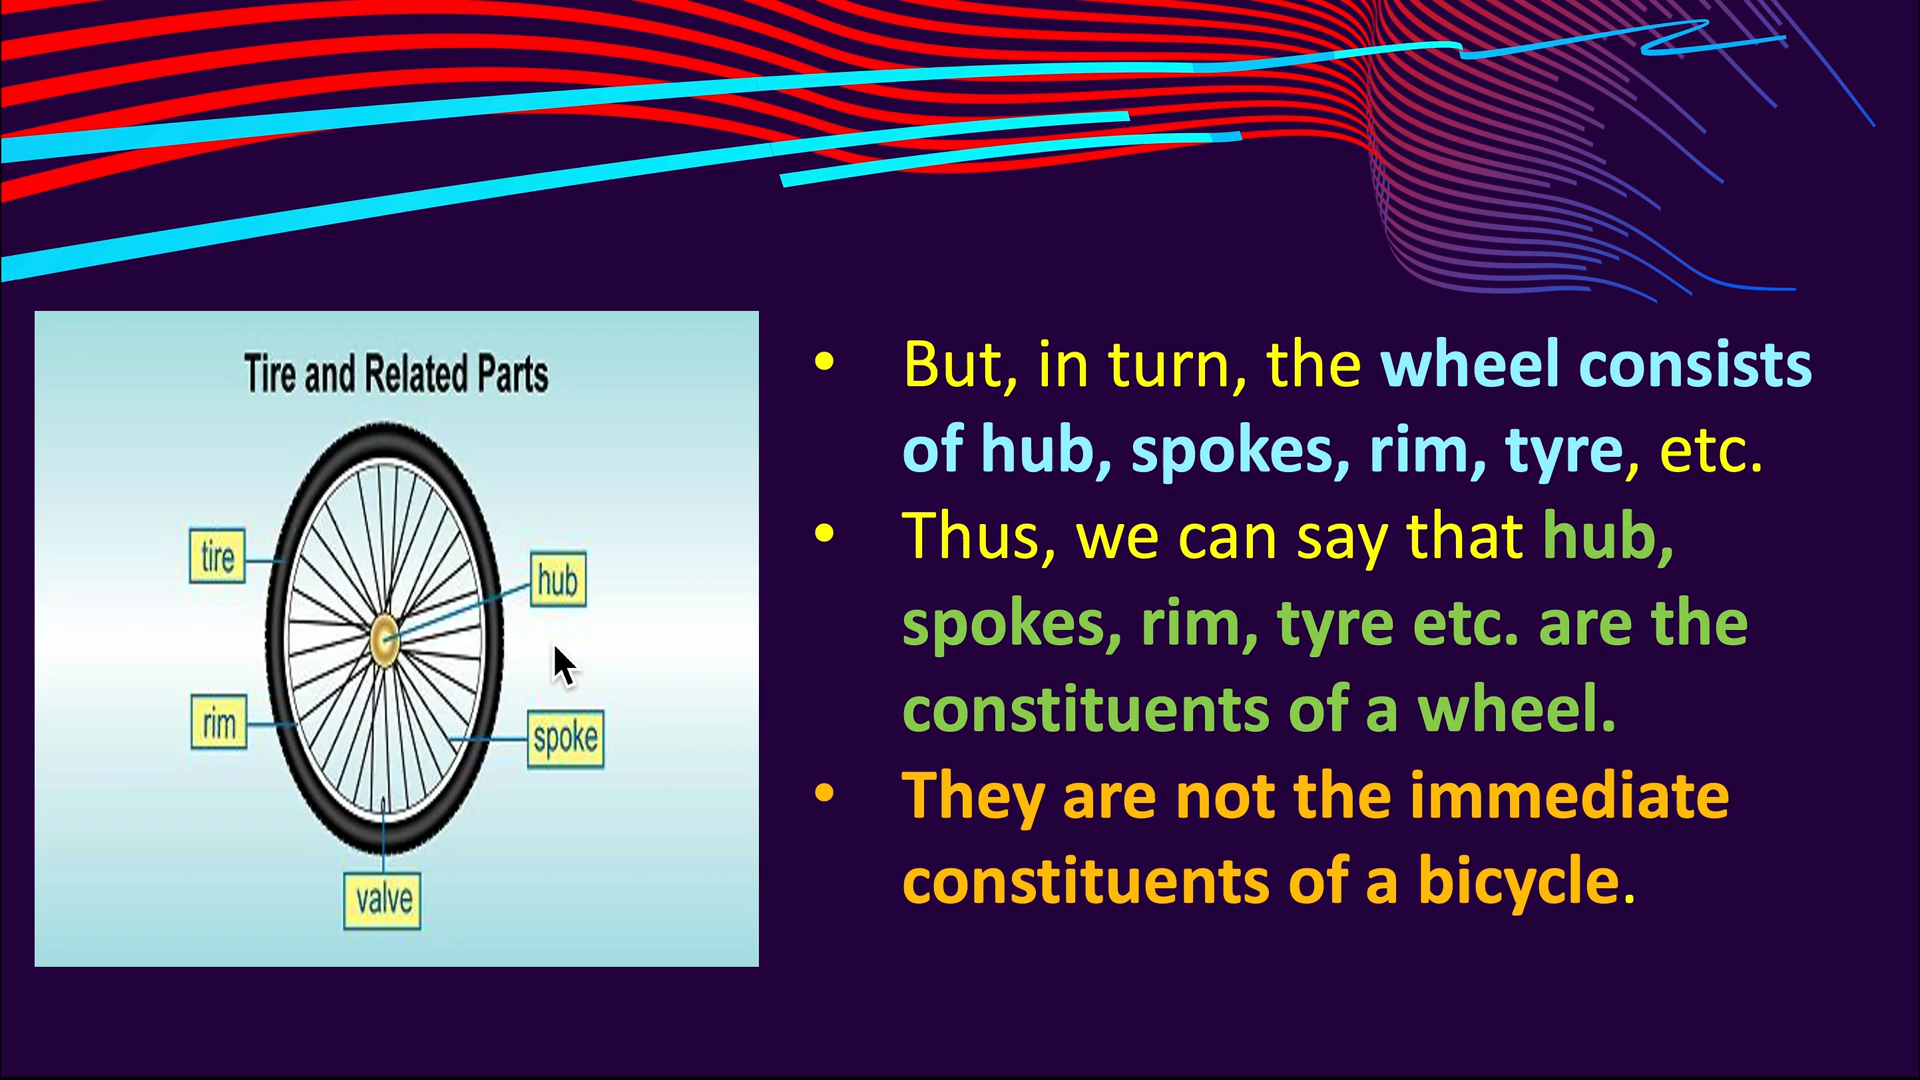 Tire and Related Parts
tire
hub
rim
spoke
valve
• But, in turn, the wheel consists
of hub, spokes, rim, tyre, etc.
• Thus, we can say that hub,
spokes, rim, tyre etc. are the
constituents of a wheel.
• They are not the immediate
constituents of a bicycle.